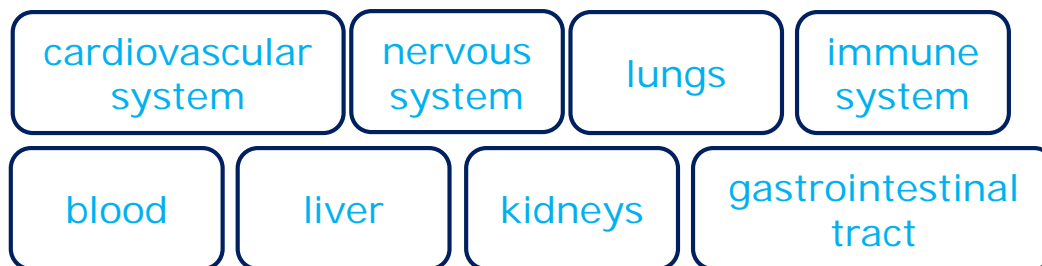 cardiovascular
system
nervous
system
lungs
immune
system
blood
liver
kidneys
gastrointestinal
tract